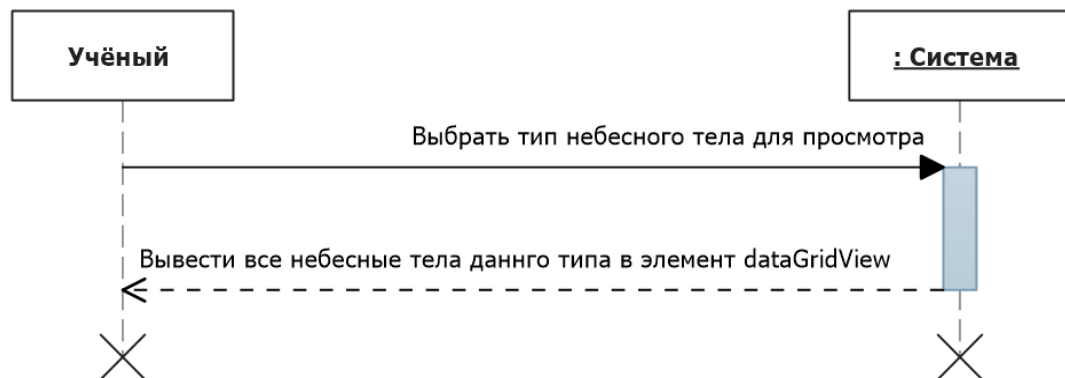 Учёный
: Система
Выбрать тип небесного тела для просмотра
Вывести все небесные тела даннго типа в элемент dataGridView